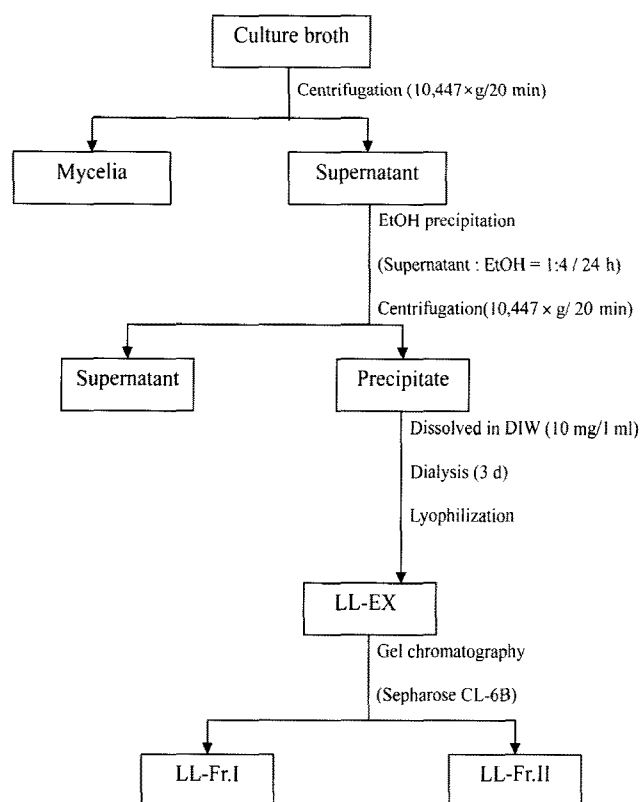 Culture broth
Centrifugation (10,447×g/20 min)
Mycelia
Supernatant
EtOH precipitation
(Supernatant : EtOH = 1:4 / 24 h)
Centrifugation(10,447 × g/ 20 min)
Supernatant
Precipitate
Dissolved in DIW (10 mg/1 ml)
Dialysis (3 d)
Lyophilization
LL-EX
Gel chromatography
(Sepharose CL-6B)
LL-Fr.I
LL-Fr.II